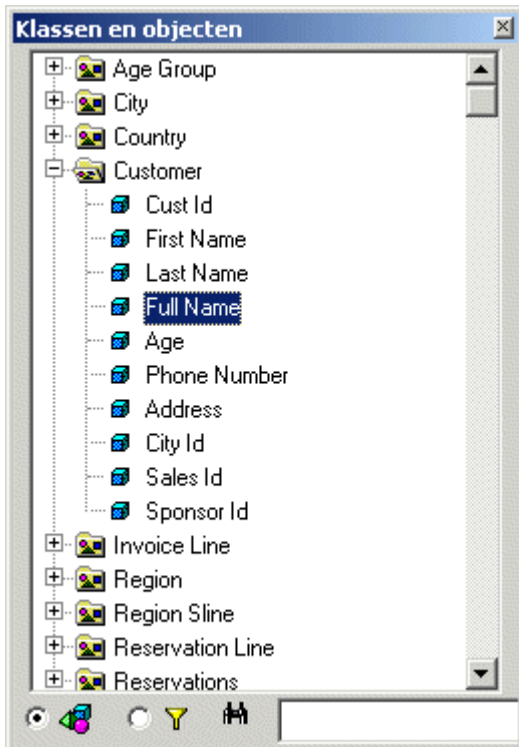 Klassen en objecten
Age Group
City
Country
Customer
Cust Id
First Name
Last Name
Full Name
Age
Phone Number
Address
City Id
Sales Id
Sponsor Id
Invoice Line
Region
Region Sline
Reservation Line
Reservations